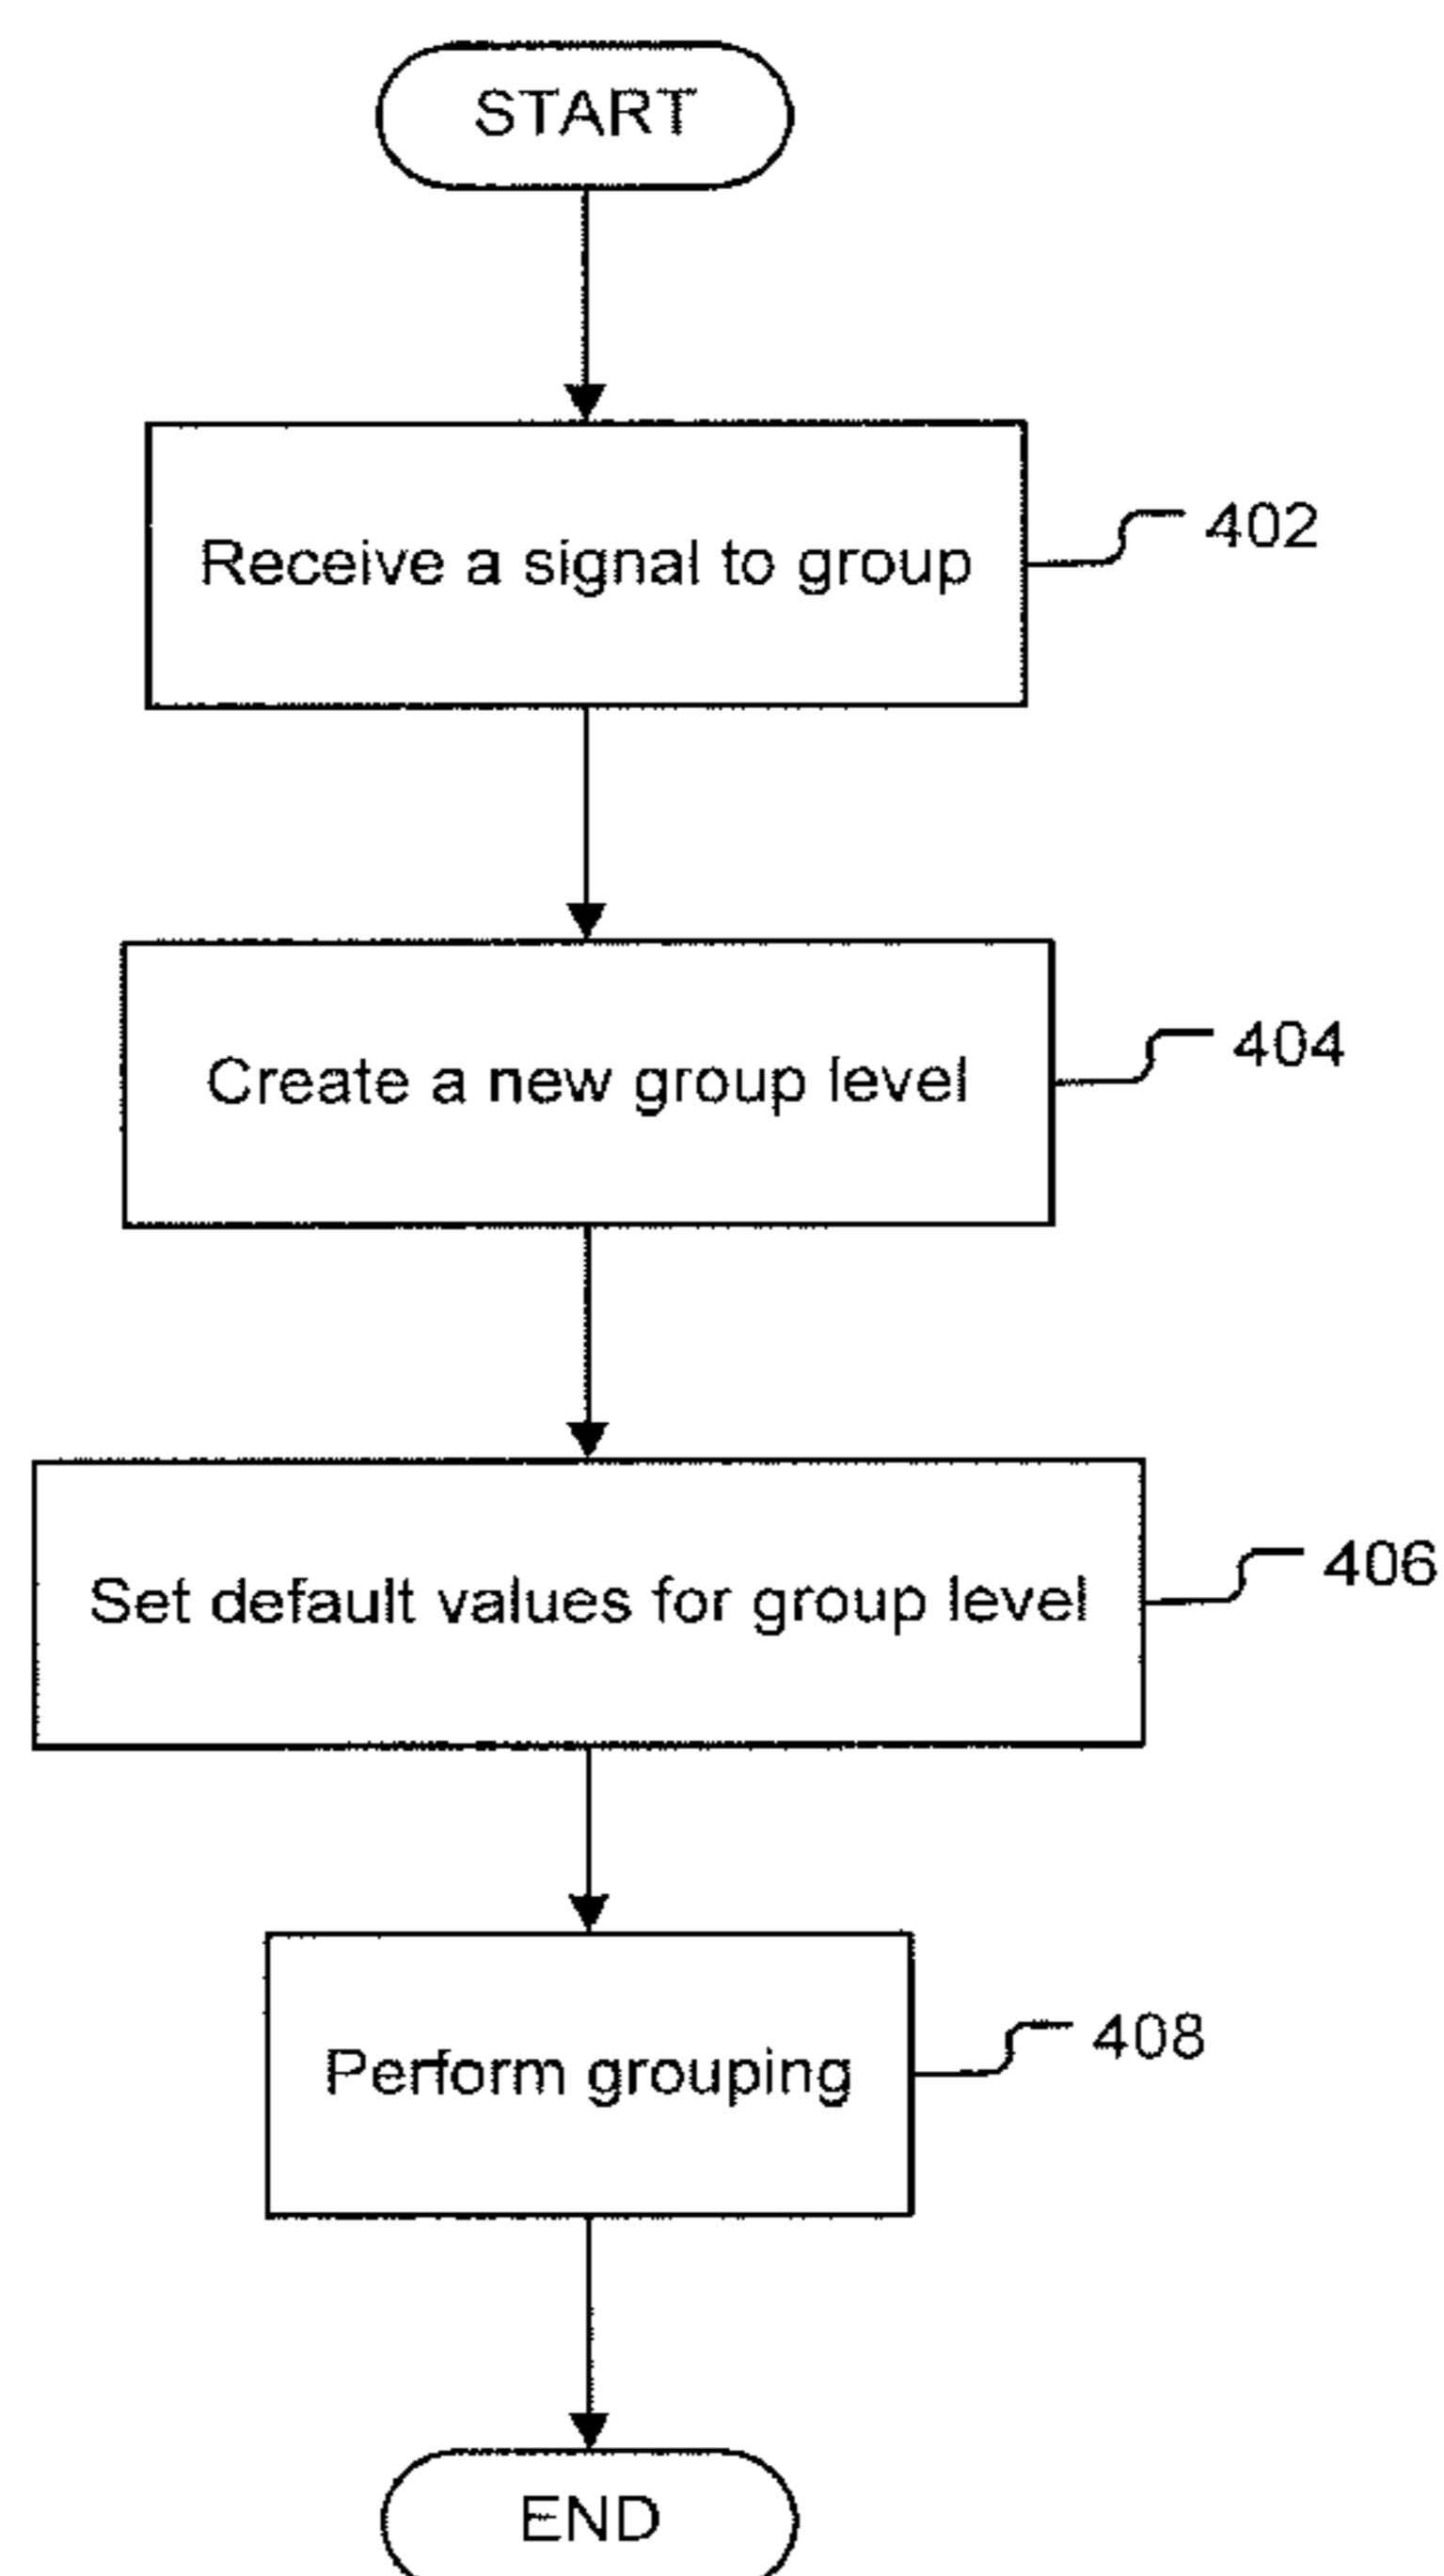 START
Receive a signal to group
402
Create a new group level
404
Set default values for group level
406
Perform grouping
408
END